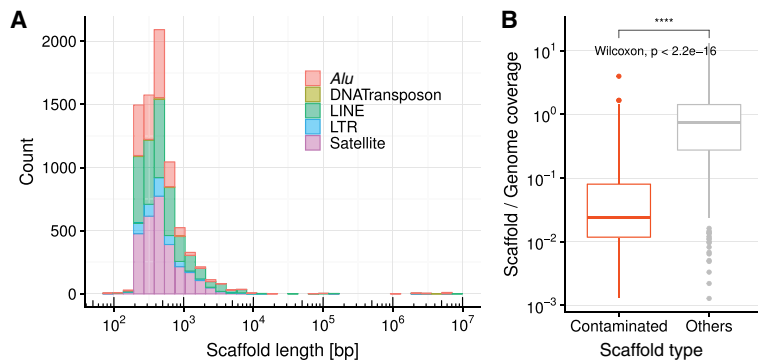 A
Count
2000
1500
1000
500
0
Alu
DNATransposon
LINE
LTR
Satellite
10²
10³
10⁴
10⁵
10⁶
10⁷
Scaffold length [bp]
B
Scaffold / Genome coverage
****
Wilcoxon, p < 2.2e−16
10¹
10⁰
10⁻¹
10⁻²
10⁻³
Contaminated
Others
Scaffold type